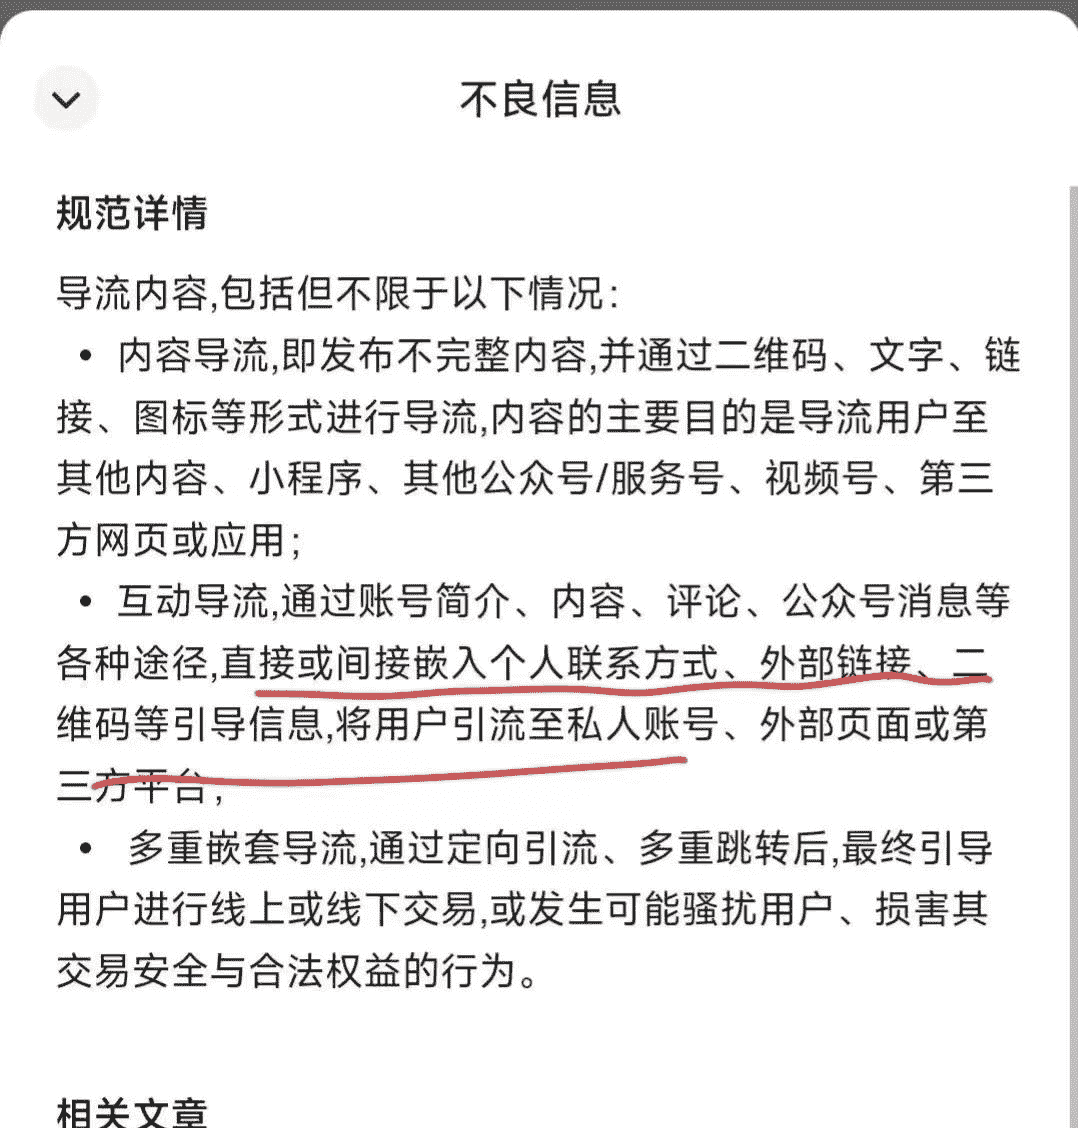 不良信息
规范详情
导流内容,包括但不限于以下情况：
• 内容导流,即发布不完整内容,并通过二维码、文字、链
接、图标等形式进行导流,内容的主要目的是导流用户至
其他内容、小程序、其他公众号/服务号、视频号、第三
方网页或应用；
• 互动导流,通过账号简介、内容、评论、公众号消息等
各种途径,直接或间接嵌入个人联系方式、外部链接、二
维码等引导信息,将用户引流至私人账号、外部页面或第
三方平台；
• 多重嵌套导流,通过定向引流、多重跳转后,最终引导
用户进行线上或线下交易,或发生可能骚扰用户、损害其
交易安全与合法权益的行为。
相关文章